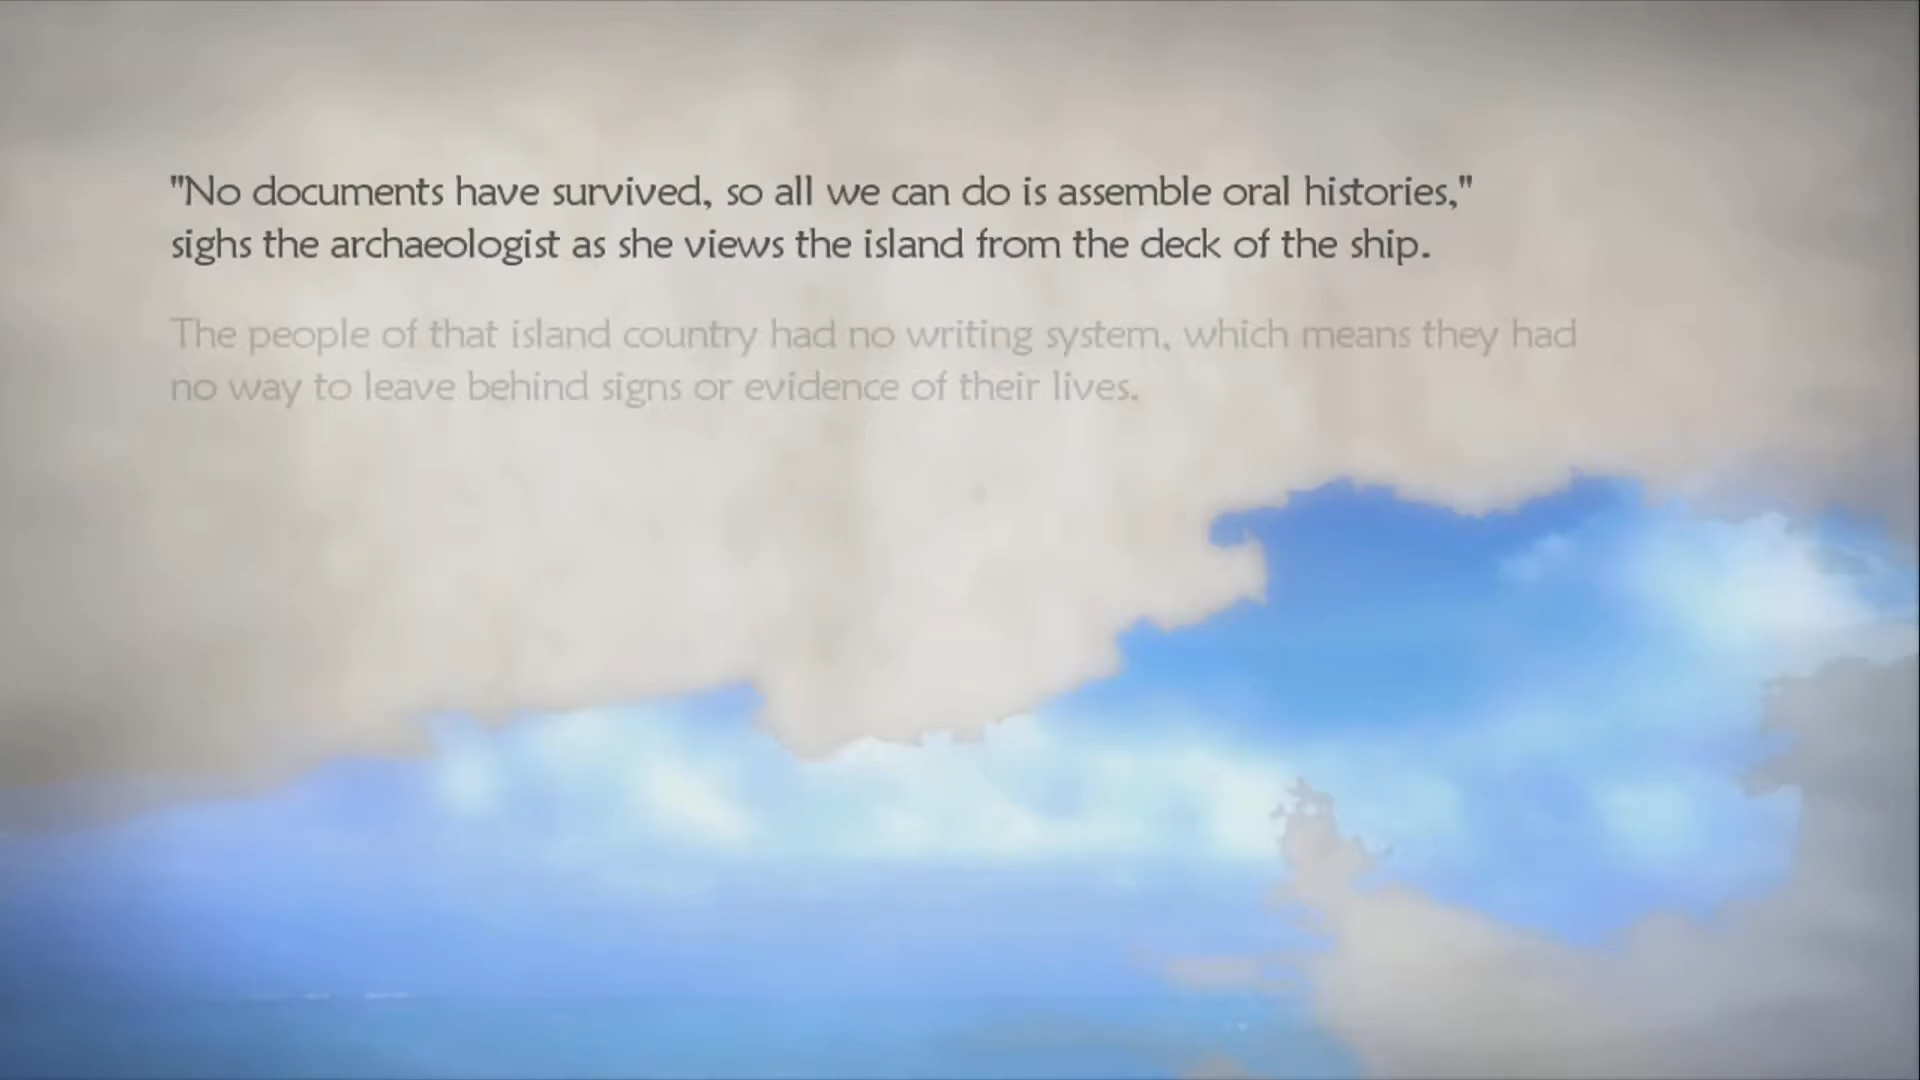 "No documents have survived, so all we can do is assemble oral histories,"
sighs the archaeologist as she views the island from the deck of the ship.
The people of that island country had no writing system, which means they had
no way to leave behind signs or evidence of their lives.